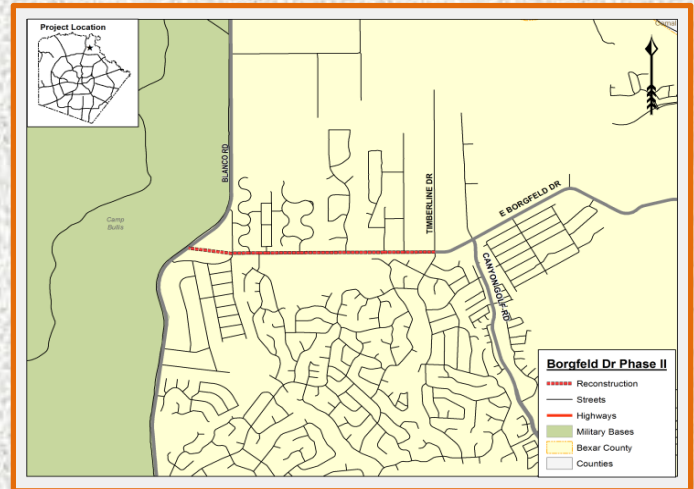 Project Location
Comal
BLANCO RD
TIMBERLINE DR
E BORGFELD DR
Camp
Bullis
CANYON GOLF RD
Borgfeld Dr Phase II
Reconstruction
Streets
Highways
Military Bases
Bexar County
Counties